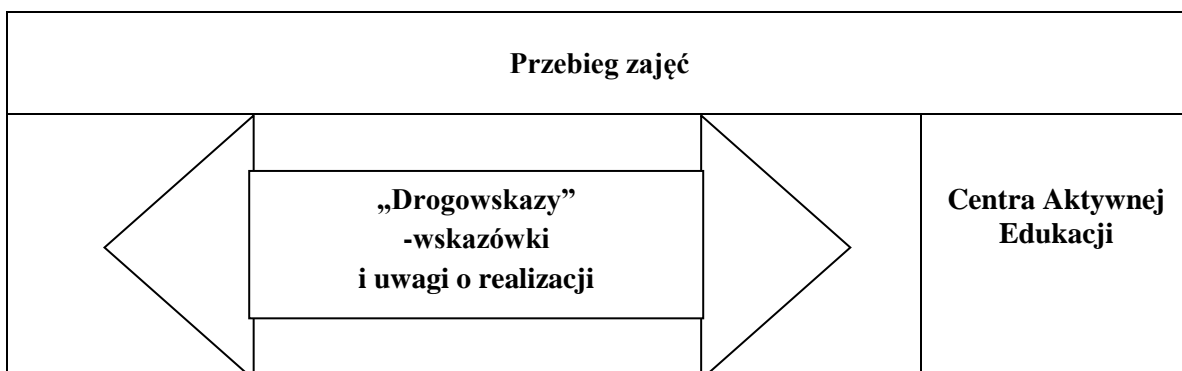 Przebieg zajęć
„Drogowskazy”
-wskazówki
i uwagi o realizacji
Centra Aktywnej
Edukacji